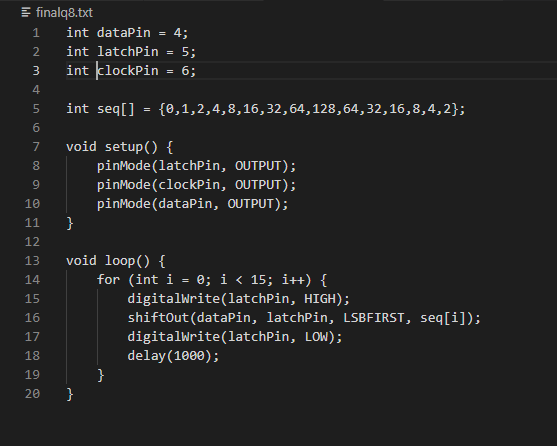 finalq8.txt
1 int dataPin = 4;
2 int latchPin = 5;
3 int clockPin = 6;
4
5 int seq[] = {0,1,2,4,8,16,32,64,128,64,32,16,8,4,2};
6
7 void setup() {
8     pinMode(latchPin, OUTPUT);
9     pinMode(clockPin, OUTPUT);
10     pinMode(dataPin, OUTPUT);
11 }
12
13 void loop() {
14     for (int i = 0; i < 15; i++) {
15         digitalWrite(latchPin, HIGH);
16         shiftOut(dataPin, latchPin, LSBFIRST, seq[i]);
17         digitalWrite(latchPin, LOW);
18         delay(1000);
19     }
20 }